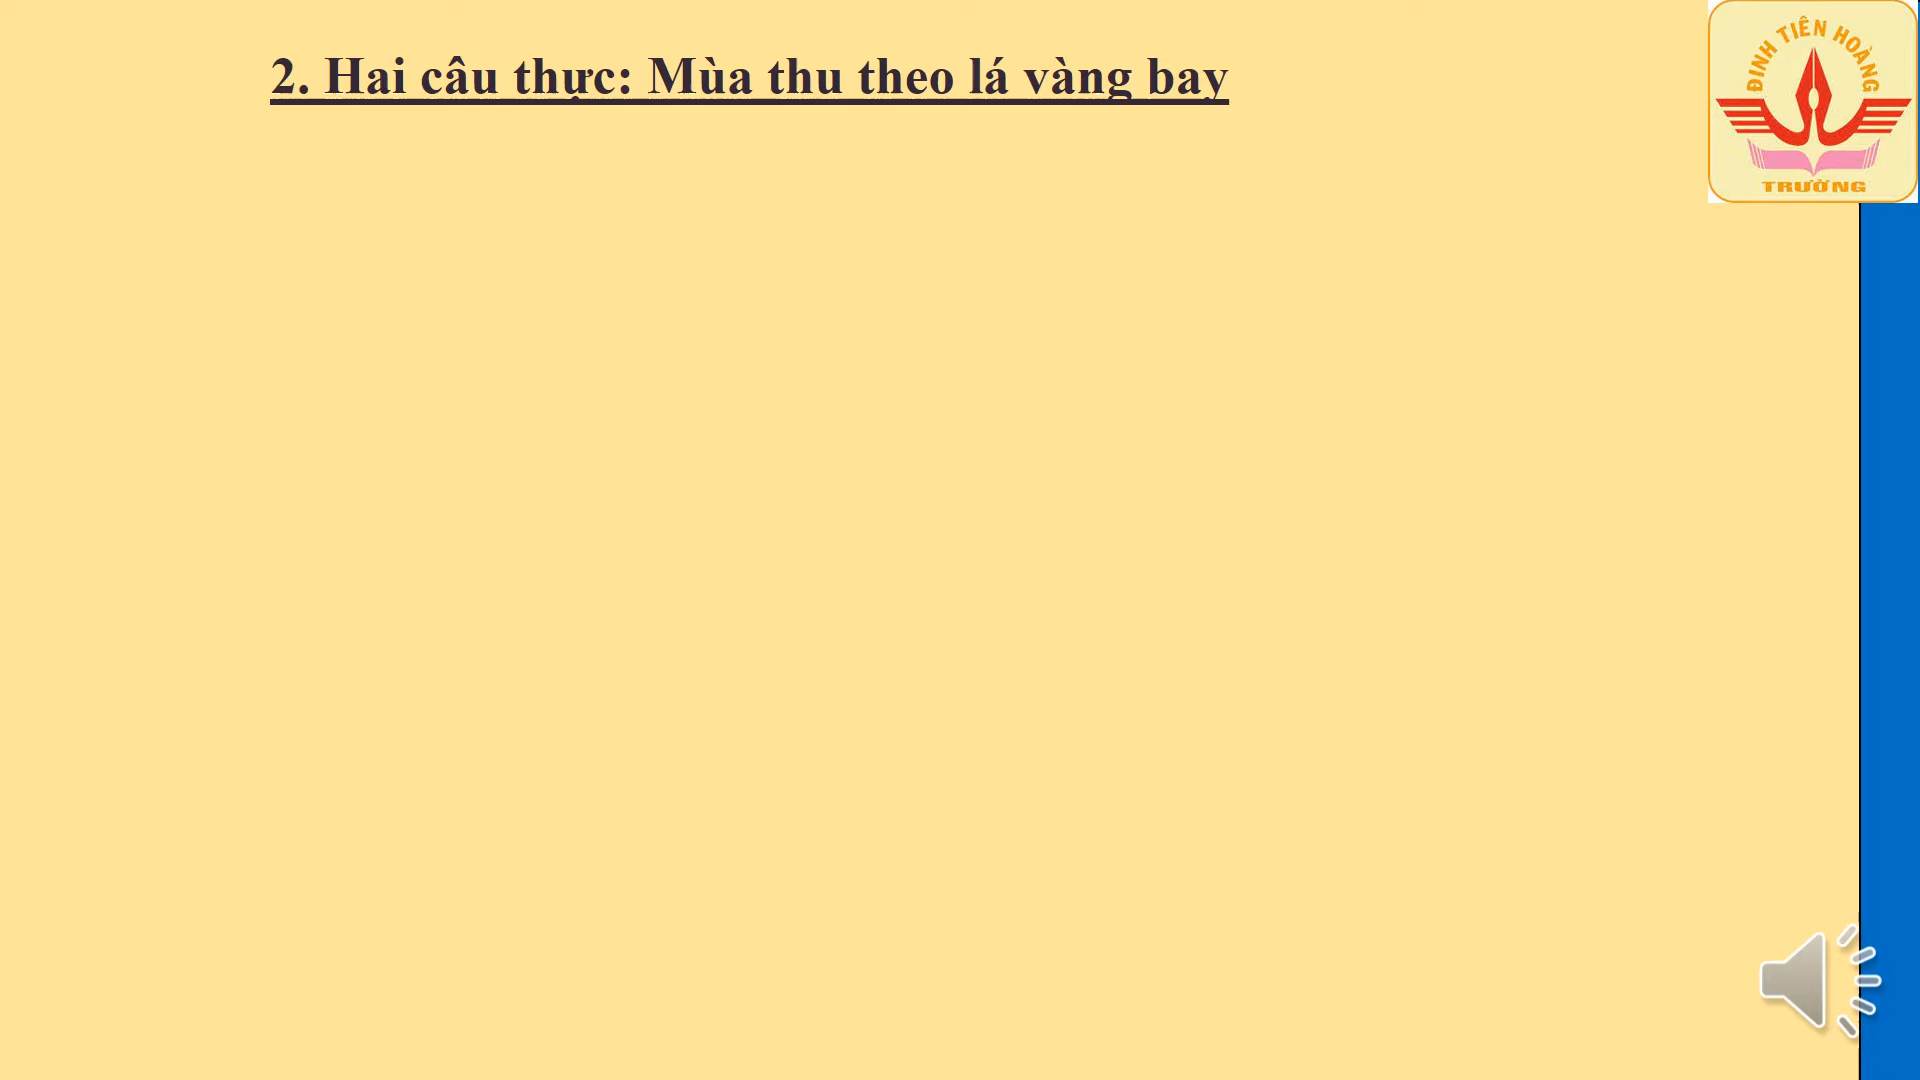 2. Hai câu thực: Mùa thu theo lá vàng bay
ĐINH TIÊN HOÀNG
TRƯỜNG